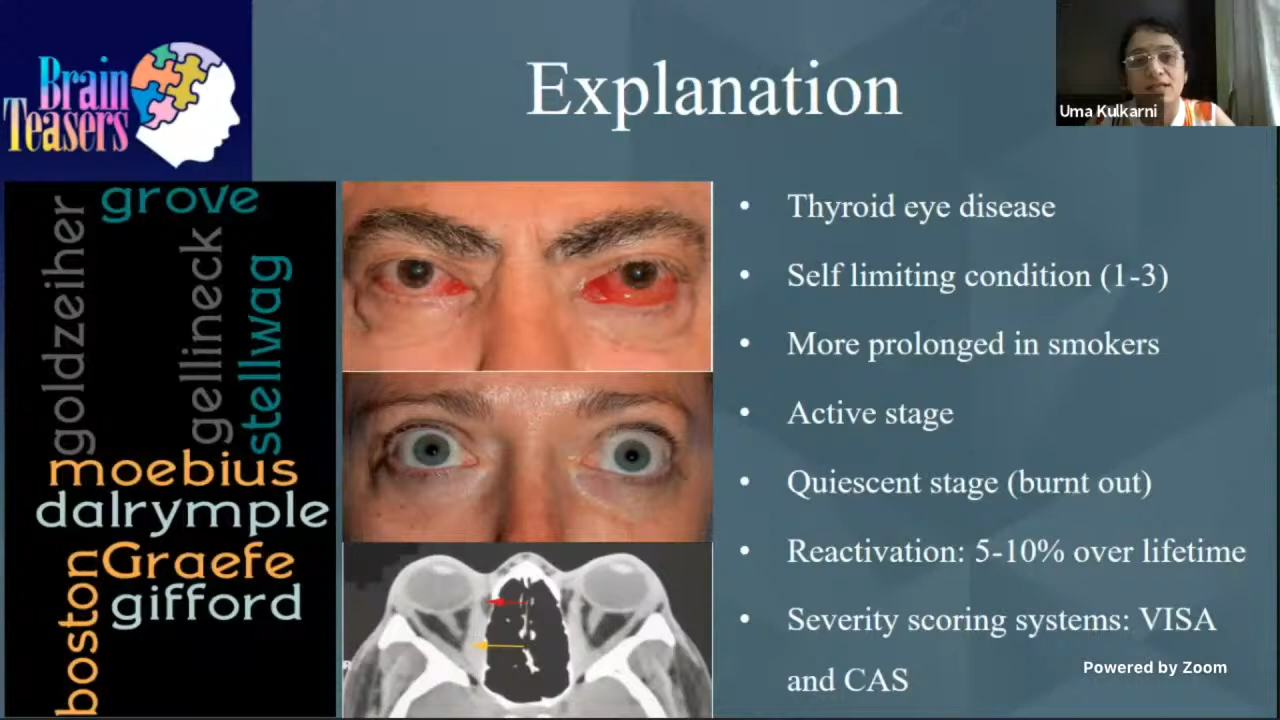 Brain
Teasers
Explanation
Uma Kulkarni
grove
goldzeiher
gellineck
stellwag
moebius
dalrymple
Graefe
gifford
boston
• Thyroid eye disease
• Self limiting condition (1-3)
• More prolonged in smokers
• Active stage
• Quiescent stage (burnt out)
• Reactivation: 5-10% over lifetime
• Severity scoring systems: VISA
and CAS
Powered by Zoom